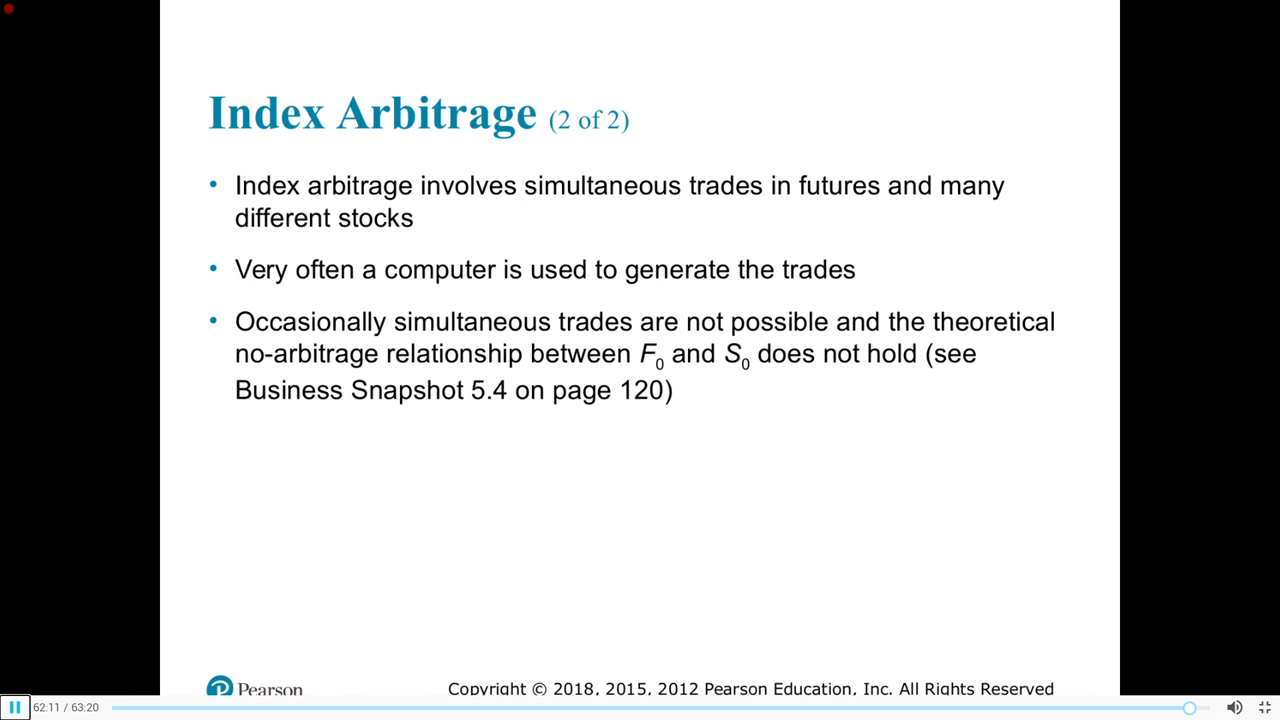 Index Arbitrage (2 of 2)
• Index arbitrage involves simultaneous trades in futures and many
different stocks
• Very often a computer is used to generate the trades
• Occasionally simultaneous trades are not possible and the theoretical
no-arbitrage relationship between F₀ and S₀ does not hold (see
Business Snapshot 5.4 on page 120)
Pearson
Copyright © 2018, 2015, 2012 Pearson Education, Inc. All Rights Reserved
62:11 / 63:20